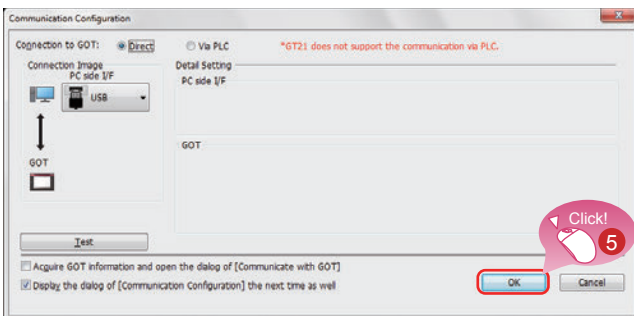 Communication Configuration
Connection to GOT: Direct Via PLC *GT21 does not support the communication via PLC.
Connection Image
PC side I/F
USB
GOT
Detail Setting
PC side I/F
GOT
Test
Acquire GOT information and open the dialog of [Communicate with GOT]
Display the dialog of [Communication Configuration] the next time as well
Click!
5
OK Cancel